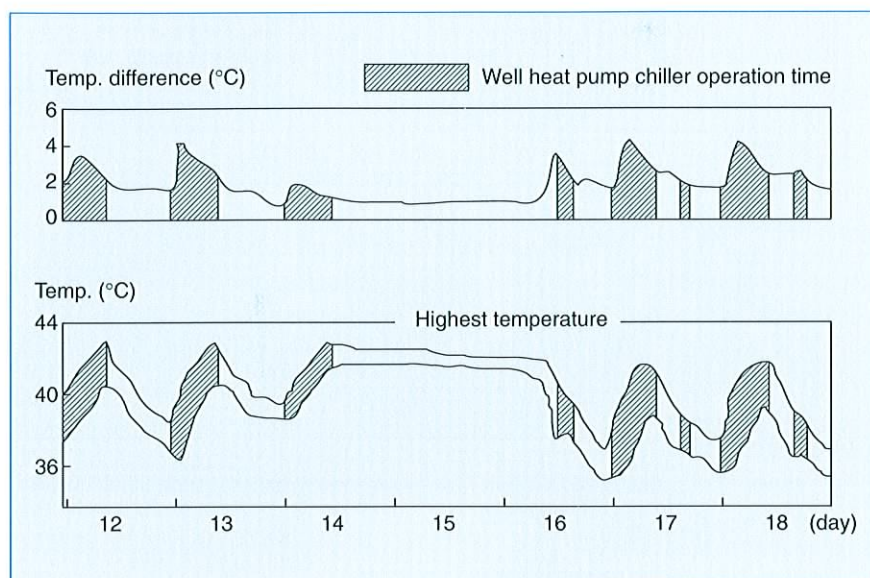 Temp. difference (°C)
Well heat pump chiller operation time
6
4
2
0
Temp. (°C)
Highest temperature
44
40
36
12 13 14 15 16 17 18 (day)